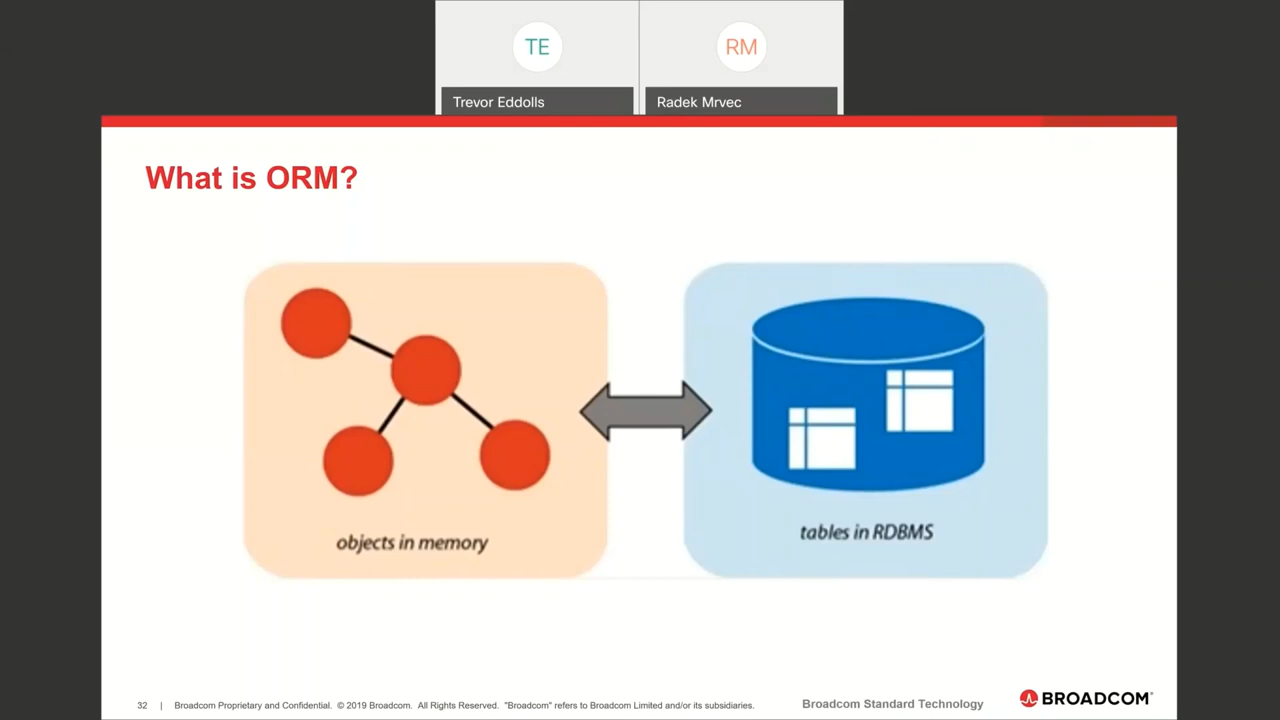 TE
RM
Trevor Eddolls
Radek Mrvec
What is ORM?
objects in memory
tables in RDBMS
32 | Broadcom Proprietary and Confidential. © 2019 Broadcom. All Rights Reserved. "Broadcom" refers to Broadcom Limited and/or its subsidiaries.
Broadcom Standard Technology
BROADCOM®